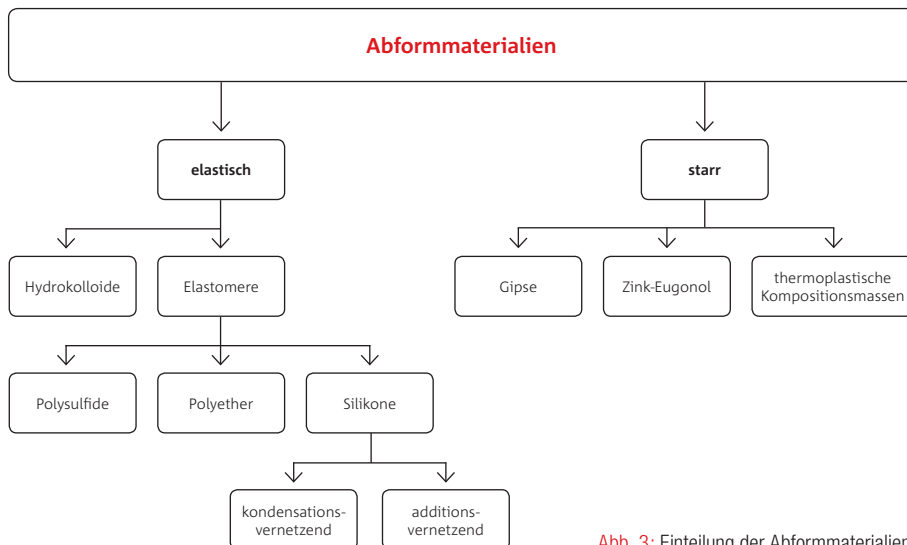 Abformmaterialien
elastisch
starr
Hydrokolloide
Elastomere
Gipse
Zink-Eugonol
thermoplastische
Kompositionsmassen
Polysulfide
Polyether
Silikone
kondensations-
vernetzend
additions-
vernetzend
Abb. 3: Einteilung der Abformmaterialien